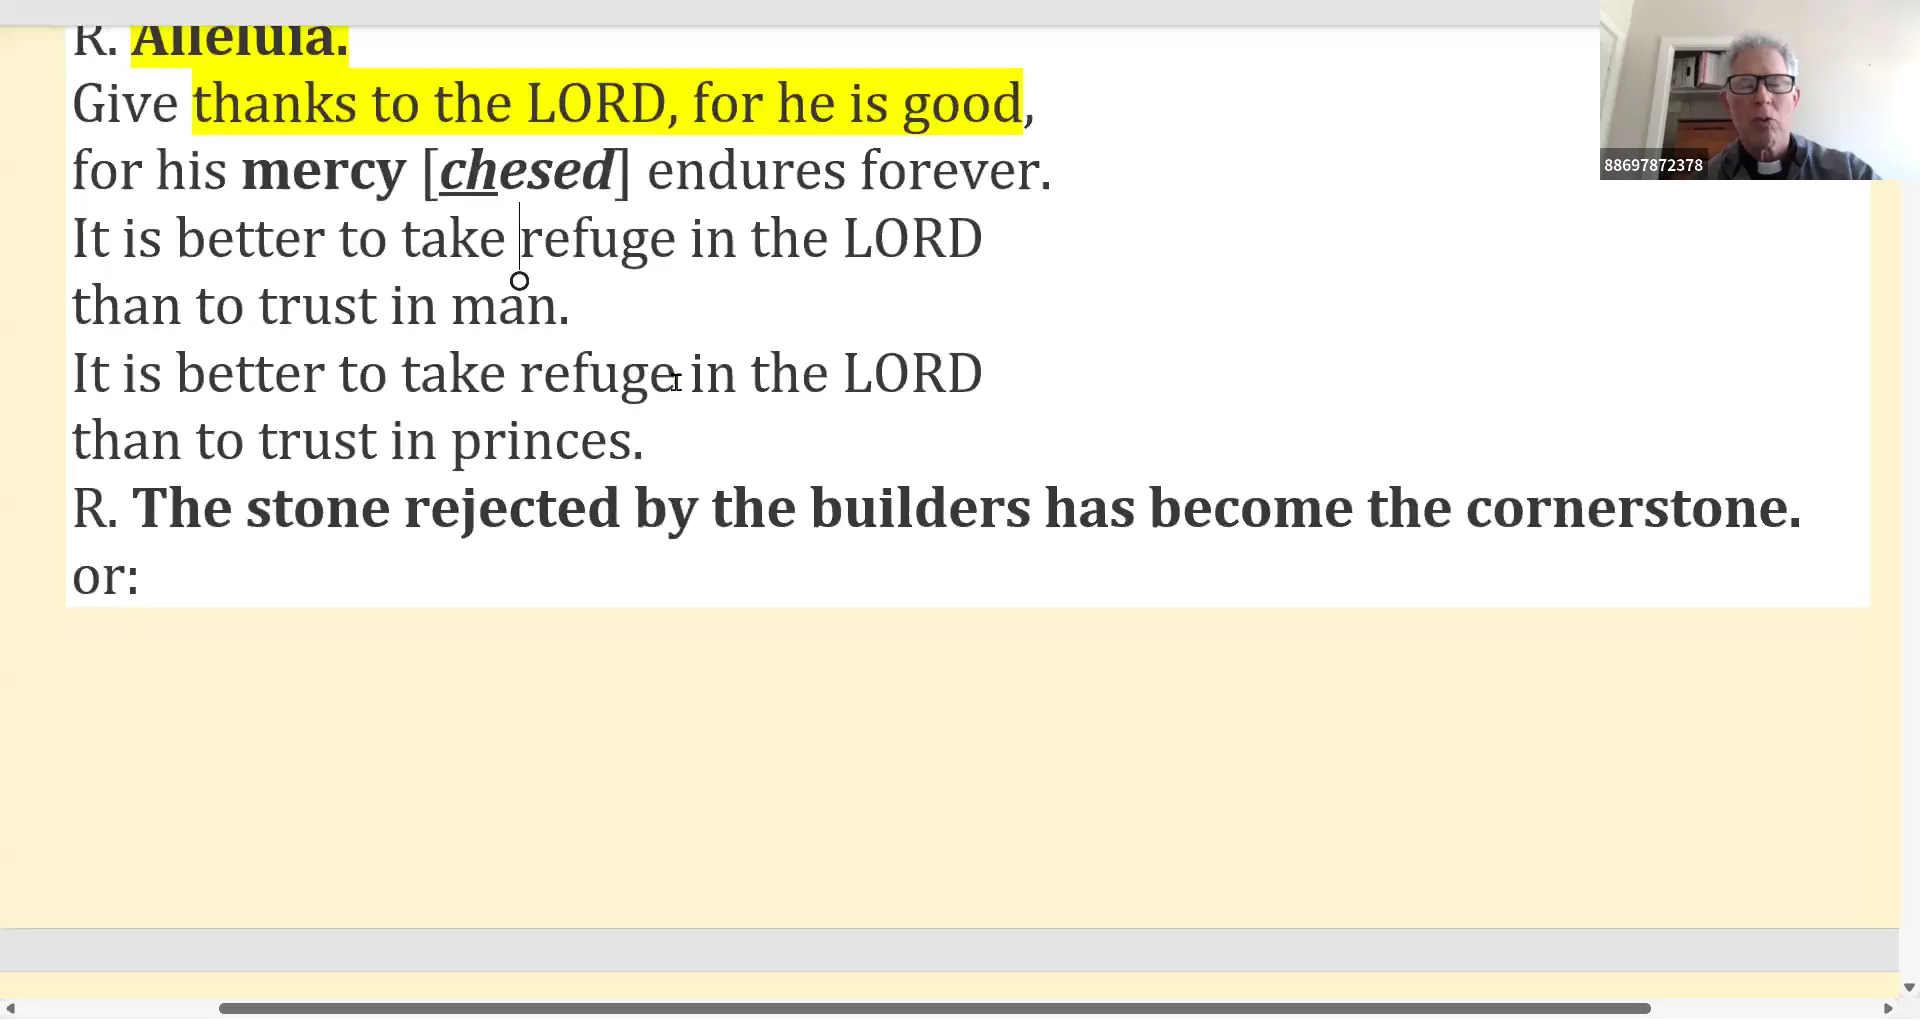 R. Alleluia.
Give thanks to the LORD, for he is good,
for his mercy [chesed] endures forever.
It is better to take refuge in the LORD
than to trust in man.
It is better to take refuge in the LORD
than to trust in princes.
R. The stone rejected by the builders has become the cornerstone.
or:
88697872378